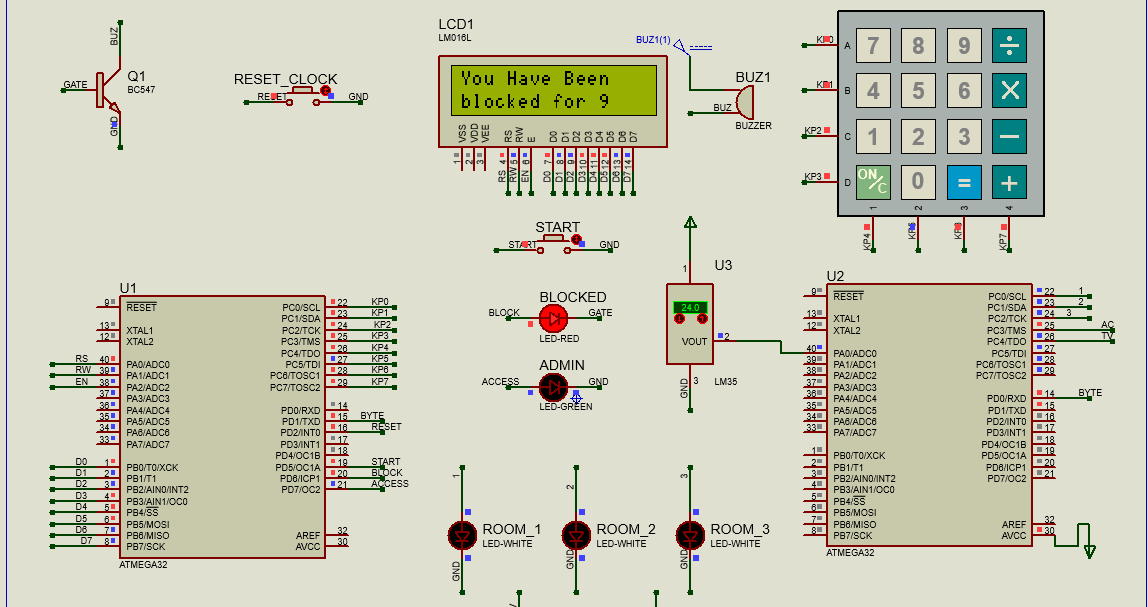 BUZ
Q1
BC547
GATE
GND
RESET_CLOCK
RESET
GND
LCD1
LM016L
You Have Been
blocked for 9
VSS
VDD
VEE
RS
RW
E
D0
D1
D2
D3
D4
D5
D6
D7
1
2
3
4
5
6
7
8
9
10
11
12
13
14
RS
RW
EN
D0
D1
D2
D3
D4
D5
D6
D7
BUZ1(1)
BUZ1
BUZ
BUZZER
KP0
A
7
8
9
÷
KP1
B
4
5
6
×
KP2
C
1
2
3
−
KP3
D
ON/C
0
=
+
1
2
3
4
KP4
KP6
KP7
START
START
GND
BLOCKED
BLOCK
GATE
LED-RED
ADMIN
ACCESS
GND
LED-GREEN
U3
1
24.0
VOUT
2
3
GND
LM35
U1
9
RESET
13
XTAL1
12
XTAL2
RS
40
PA0/ADC0
RW
39
PA1/ADC1
EN
38
PA2/ADC2
37
PA3/ADC3
36
PA4/ADC4
35
PA5/ADC5
34
PA6/ADC6
33
PA7/ADC7
D0
1
PB0/T0/XCK
D1
2
PB1/T1
D2
3
PB2/AIN0/INT2
D3
4
PB3/AIN1/OC0
D4
5
PB4/SS
D5
6
PB5/MOSI
D6
7
PB6/MISO
D7
8
PB7/SCK
PC0/SCL
22
KP0
PC1/SDA
23
KP1
PC2/TCK
24
KP2
PC3/TMS
25
KP3
PC4/TDO
26
KP4
PC5/TDI
27
KP5
PC6/TOSC1
28
KP6
PC7/TOSC2
29
KP7
PD0/RXD
14
PD1/TXD
15
BYTE
PD2/INT0
16
RESET
PD3/INT1
17
PD4/OC1B
18
PD5/OC1A
19
START
PD6/ICP1
20
BLOCK
PD7/OC2
21
ACCESS
AREF
32
AVCC
30
ATMEGA32
1
ROOM_1
LED-WHITE
GND
2
ROOM_2
LED-WHITE
GND
3
ROOM_3
LED-WHITE
GND
U2
9
RESET
13
XTAL1
12
XTAL2
40
PA0/ADC0
39
PA1/ADC1
38
PA2/ADC2
37
PA3/ADC3
36
PA4/ADC4
35
PA5/ADC5
34
PA6/ADC6
33
PA7/ADC7
1
PB0/T0/XCK
2
PB1/T1
3
PB2/AIN0/INT2
4
PB3/AIN1/OC0
5
PB4/SS
6
PB5/MOSI
7
PB6/MISO
8
PB7/SCK
PC0/SCL
22
1
PC1/SDA
23
2
PC2/TCK
24
3
PC3/TMS
25
AC
PC4/TDO
26
TV
PC5/TDI
27
PC6/TOSC1
28
PC7/TOSC2
29
PD0/RXD
14
BYTE
PD1/TXD
15
PD2/INT0
16
PD3/INT1
17
PD4/OC1B
18
PD5/OC1A
19
PD6/ICP1
20
PD7/OC2
21
AREF
32
AVCC
30
ATMEGA32